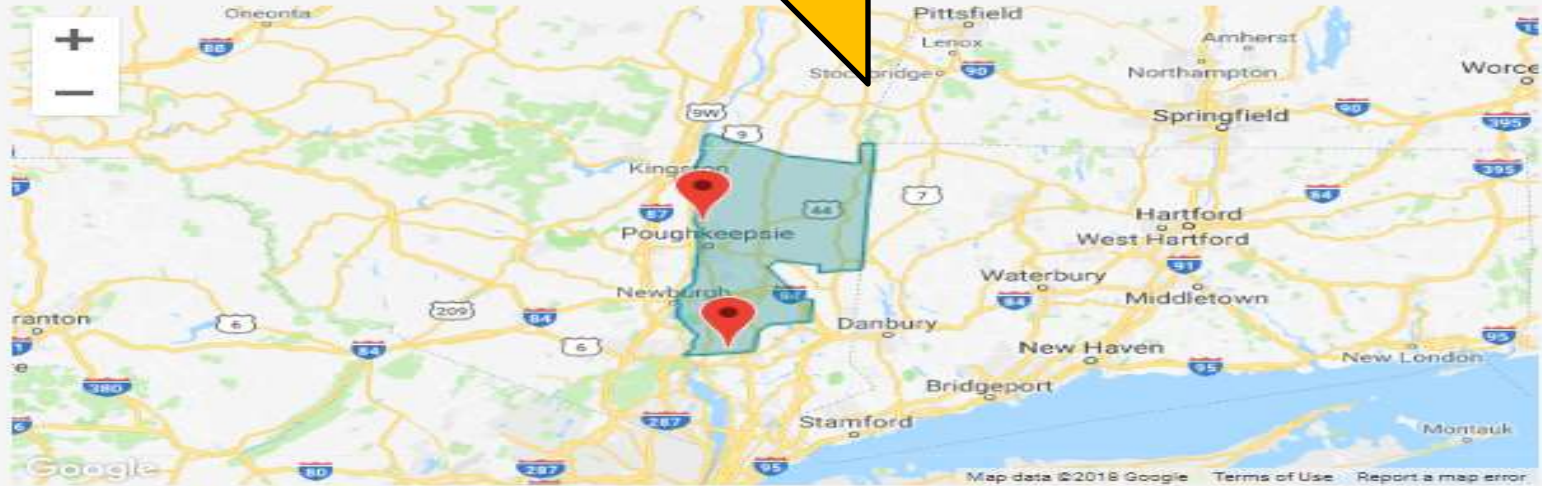 Oneonta
Pittsfield
Lenox
Amherst
88
90
Northampton
Worce
9W
9
Springfield
90
395
395
87
44
7
84
Poughkeepsie
Hartford
West Hartford
91
Waterbury
84
Middletown
Newburgh
ranton
6
209
84
6
Danbury
84
New Haven
95
95
New London
380
Bridgeport
287
Stamford
Montauk
Google
80
287
95
Map data ©2018 Google Terms of Use Report a map error